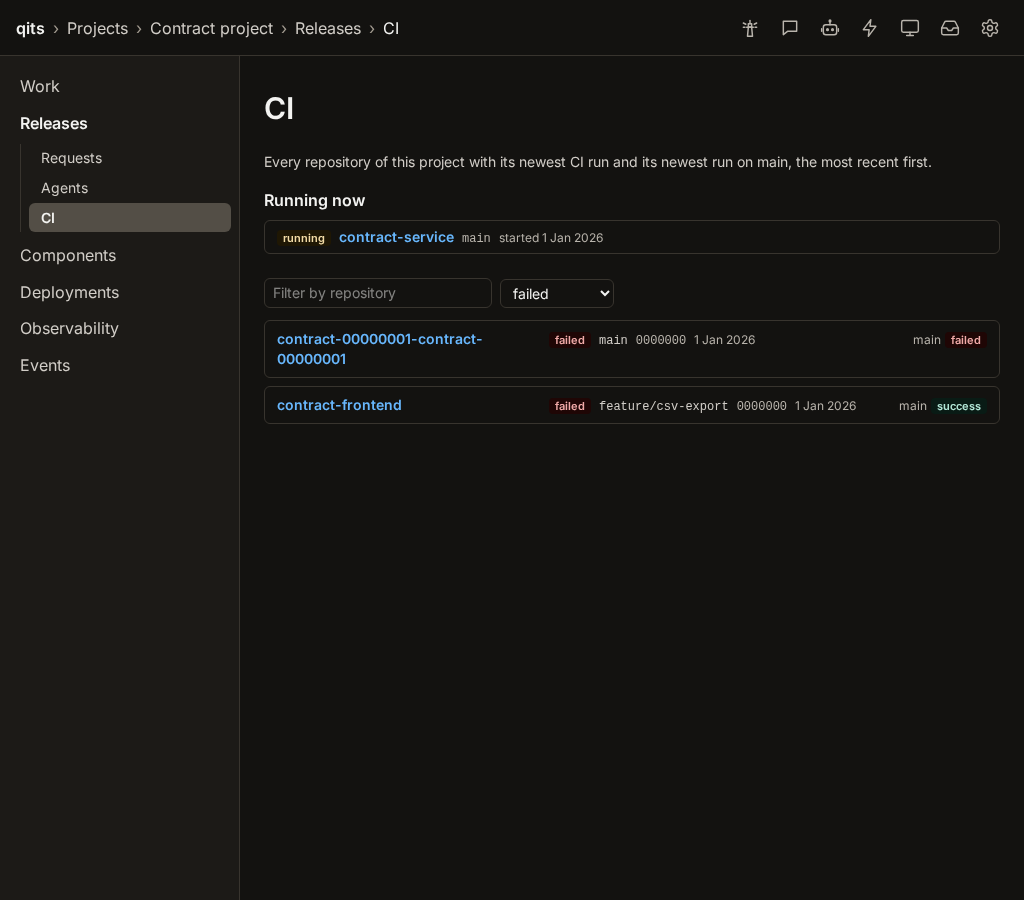 qits › Projects › Contract project › Releases › CI
Work
Releases
Requests
Agents
CI
Components
Deployments
Observability
Events
CI
Every repository of this project with its newest CI run and its newest run on main, the most recent first.
Running now
running contract-service main started 1 Jan 2026
Filter by repository failed
contract-00000001-contract-00000001 failed main 0000000 1 Jan 2026 main failed
contract-frontend failed feature/csv-export 0000000 1 Jan 2026 main success